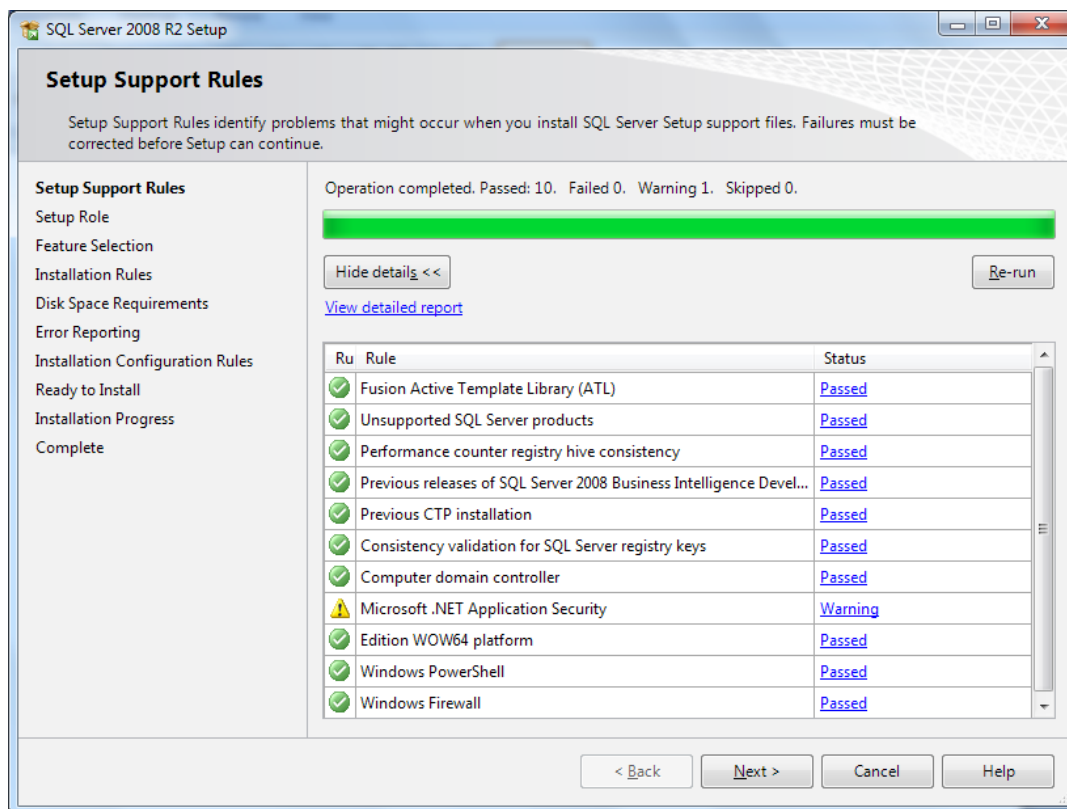 SQL Server 2008 R2 Setup
Setup Support Rules
Setup Support Rules identify problems that might occur when you install SQL Server Setup support files. Failures must be
corrected before Setup can continue.
Setup Support Rules
Setup Role
Feature Selection
Installation Rules
Disk Space Requirements
Error Reporting
Installation Configuration Rules
Ready to Install
Installation Progress
Complete
Operation completed. Passed: 10. Failed 0. Warning 1. Skipped 0.
Hide details <<
Re-run
View detailed report
Ru Rule Status
Fusion Active Template Library (ATL) Passed
Unsupported SQL Server products Passed
Performance counter registry hive consistency Passed
Previous releases of SQL Server 2008 Business Intelligence Devel... Passed
Previous CTP installation Passed
Consistency validation for SQL Server registry keys Passed
Computer domain controller Passed
Microsoft .NET Application Security Warning
Edition WOW64 platform Passed
Windows PowerShell Passed
Windows Firewall Passed
< Back Next > Cancel Help